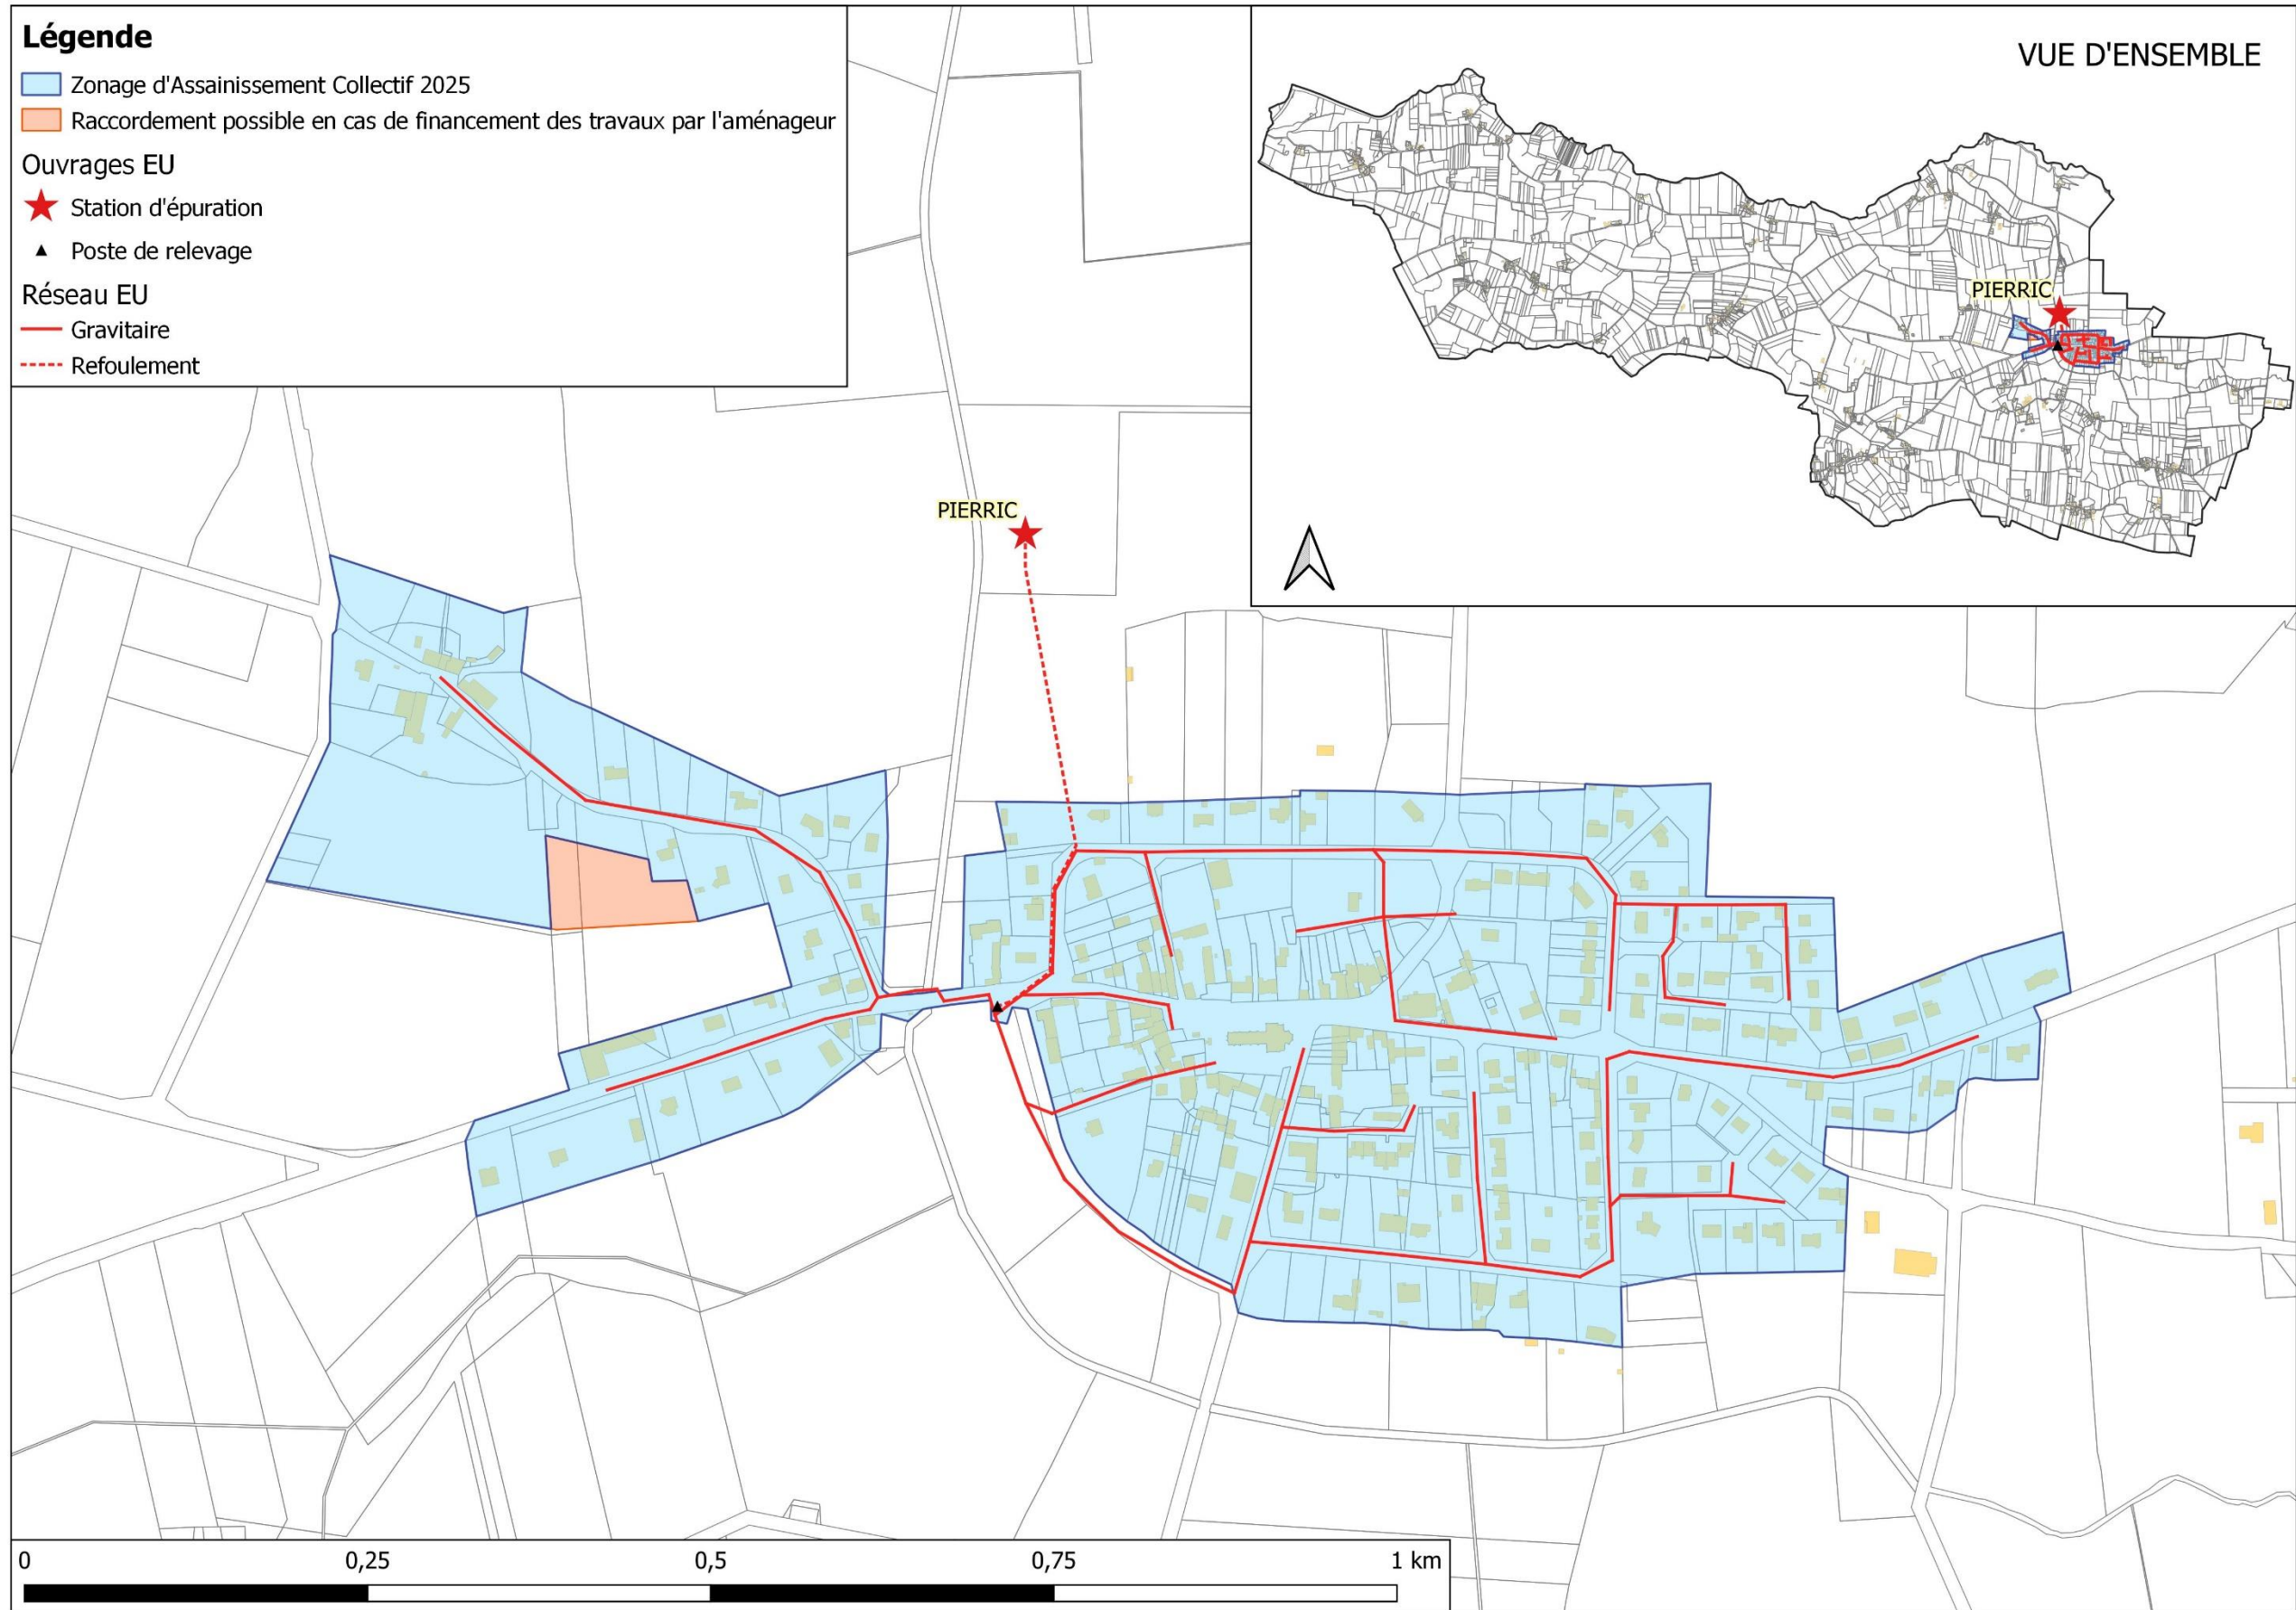 Légende
Zonage d'Assainissement Collectif 2025
Raccordement possible en cas de financement des travaux par l'aménageur
Ouvrages EU
Station d'épuration
Poste de relevage
Réseau EU
Gravitaire
Refoulement
VUE D'ENSEMBLE
PIERRIC
PIERRIC
0 0,25 0,5 0,75 1 km